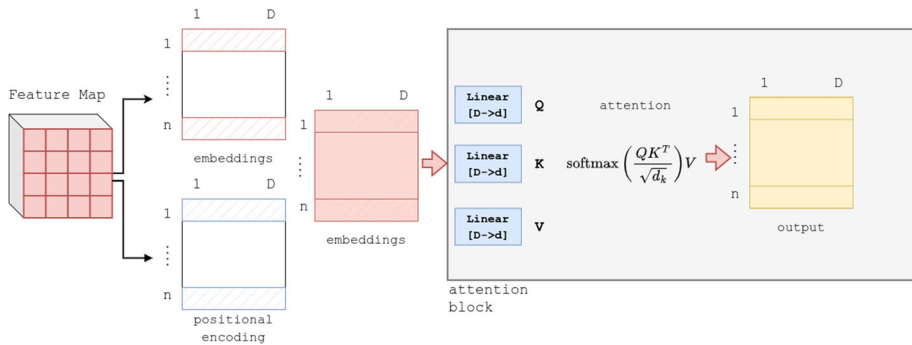 Feature Map
1 D
1
⋮
n
embeddings
1 D
1
⋮
n
positional
encoding
1 D
1
⋮
n
embeddings
Linear
[D->d]
Q
Linear
[D->d]
K
Linear
[D->d]
V
attention
softmax(QK^T/√d_k)V
1 D
1
⋮
n
output
attention
block